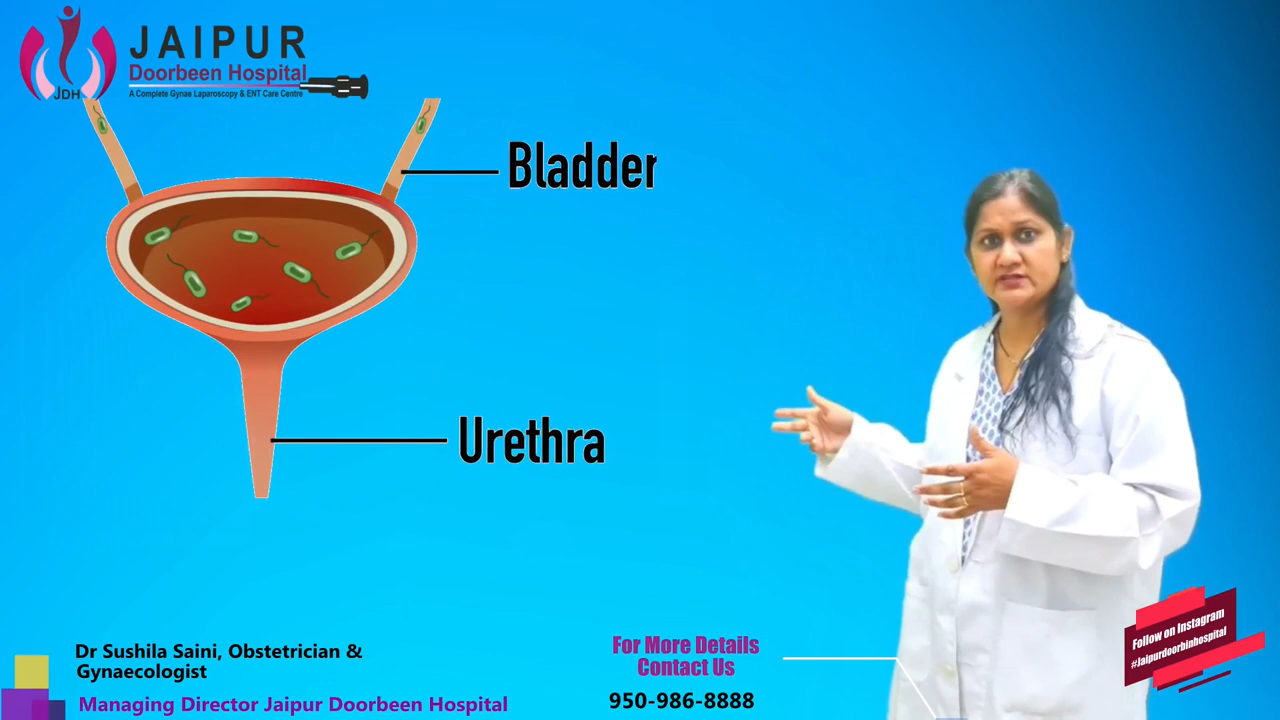 JAIPUR
Doorbeen Hospital
A Complete Gynae Laparoscopy & ENT Care Centre
JDH
Bladder
Urethra
Dr Sushila Saini, Obstetrician &
Gynaecologist
Managing Director Jaipur Doorbeen Hospital
For More Details
Contact Us
950-986-8888
Follow on Instagram
#Jaipurdoorbinhospital